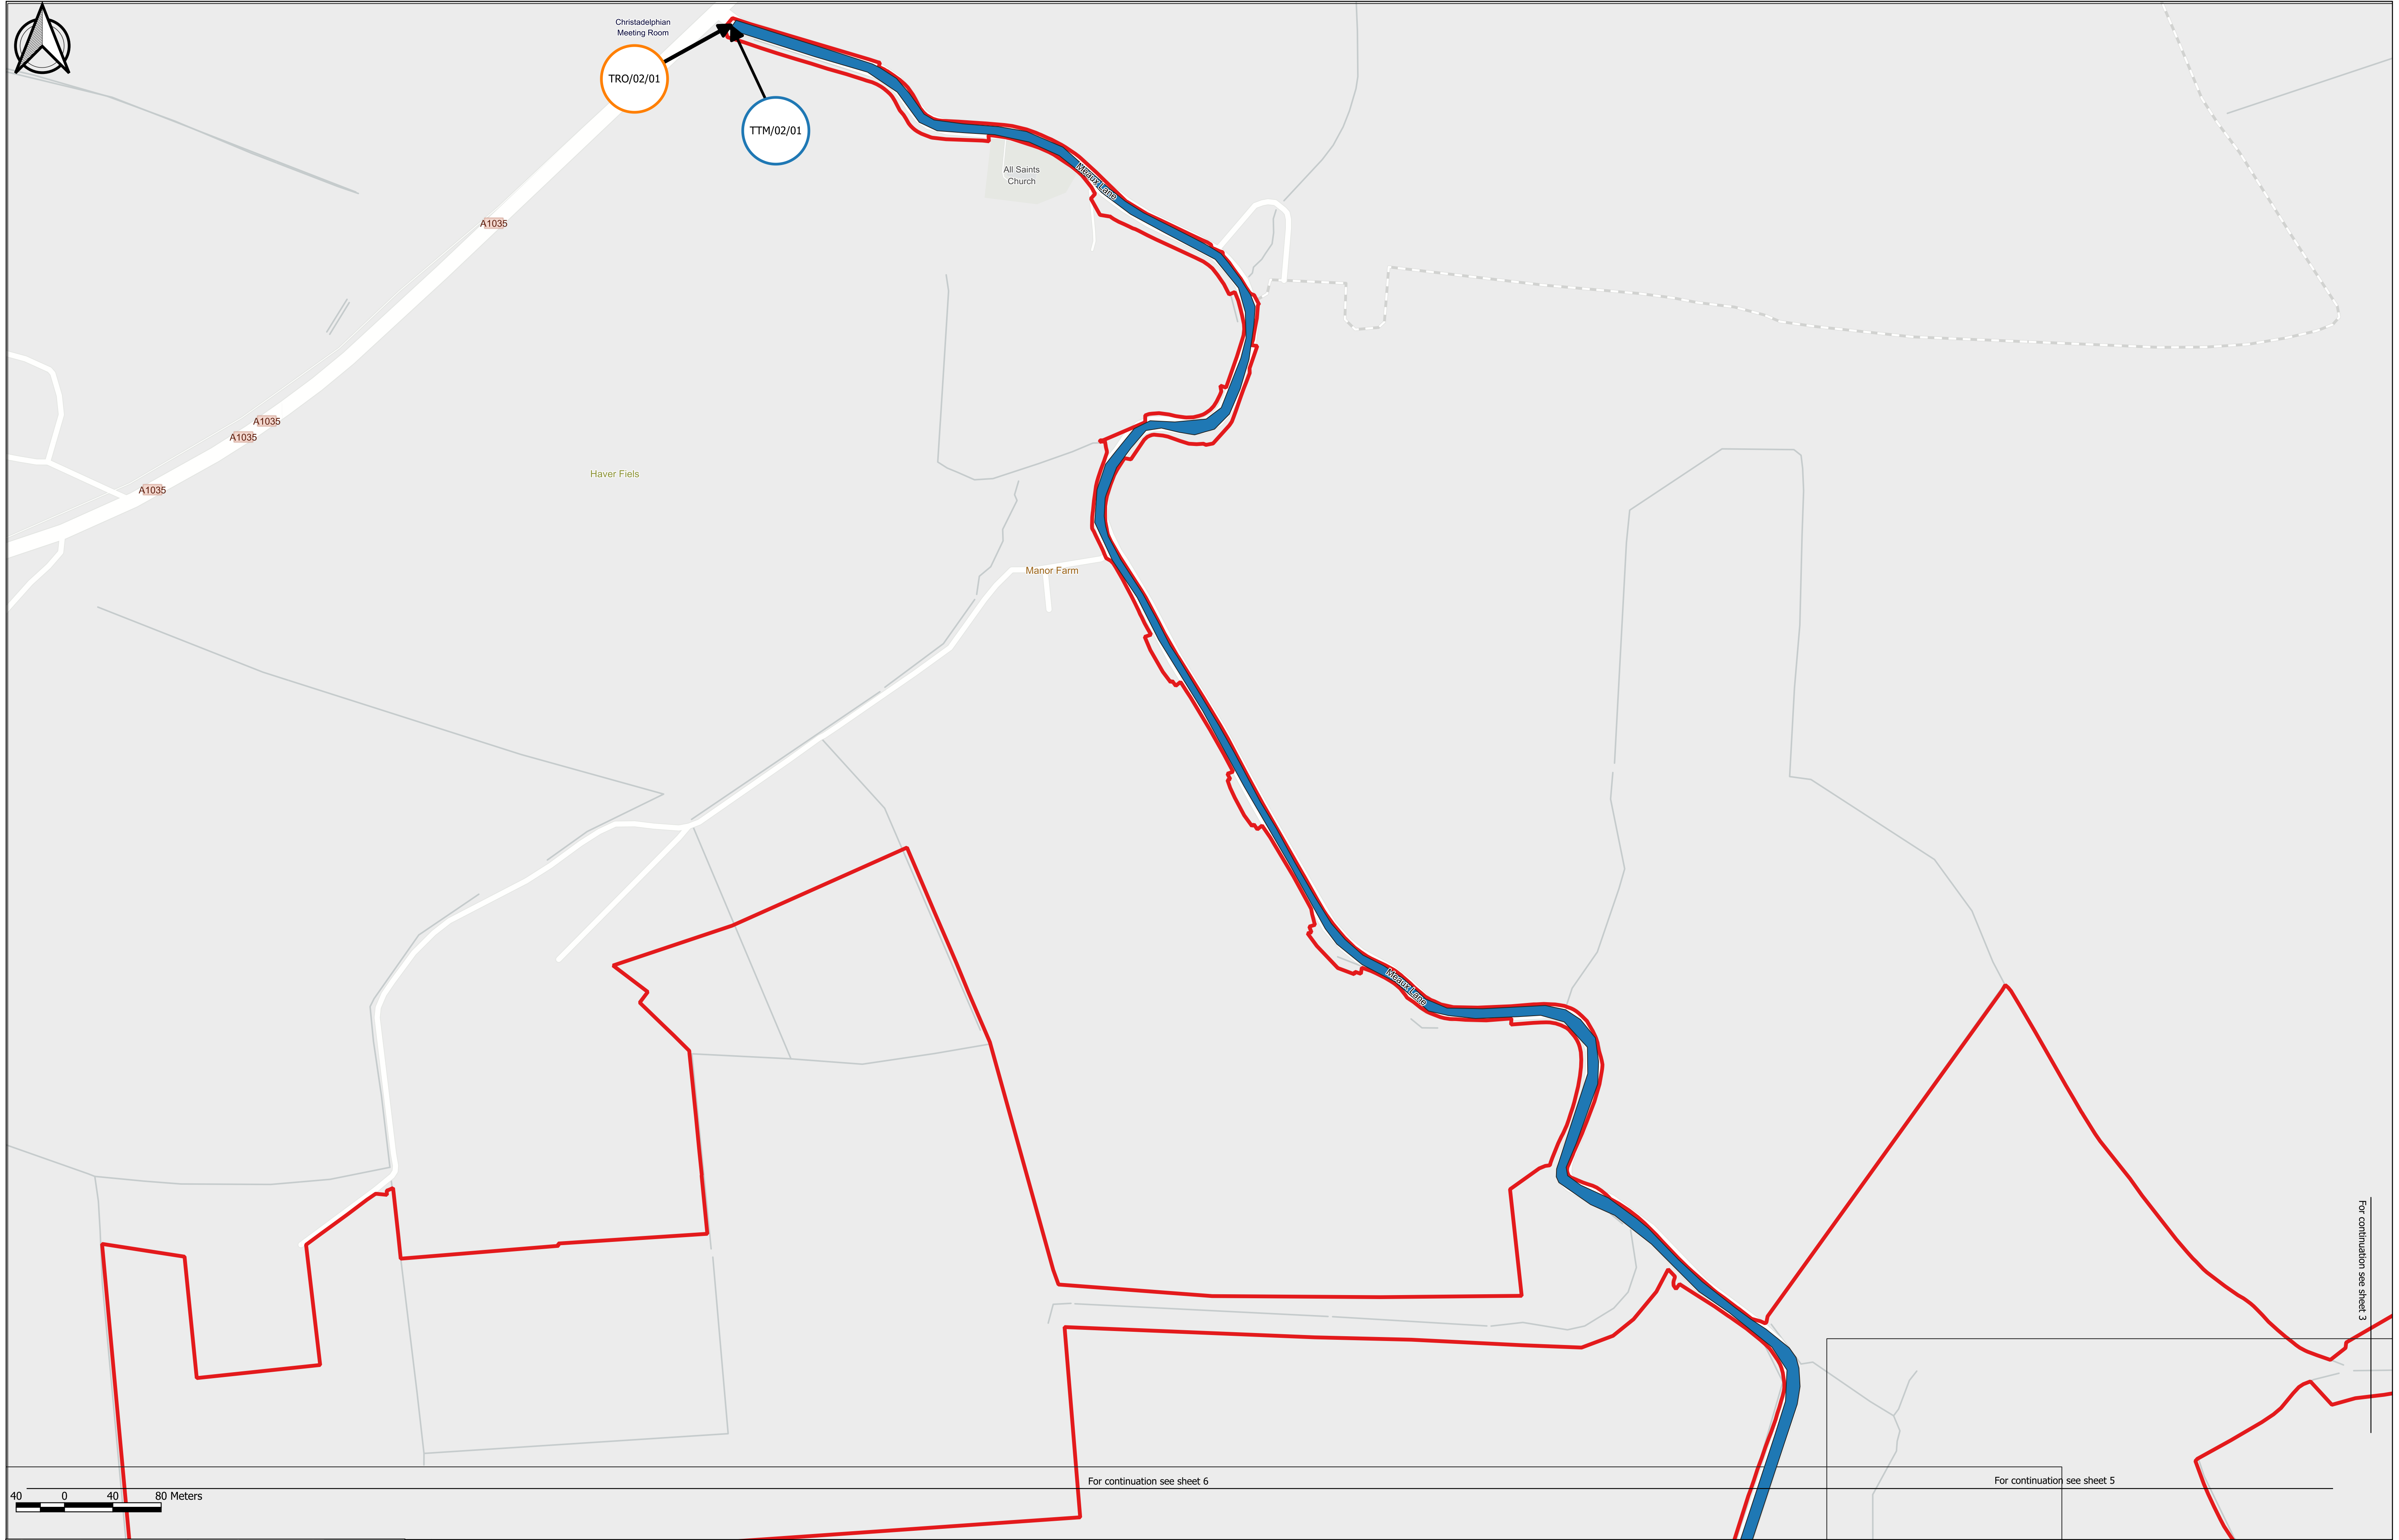 Christadelphian
Meeting Room
TRO/02/01
TTM/02/01
All Saints
Church
Meaux Lane
A1035
A1035
A1035
A1035
Haver Fiels
Manor Farm
Meaux Lane
For continuation see sheet 3
For continuation see sheet 6
For continuation see sheet 5
40 0 40 80 Meters